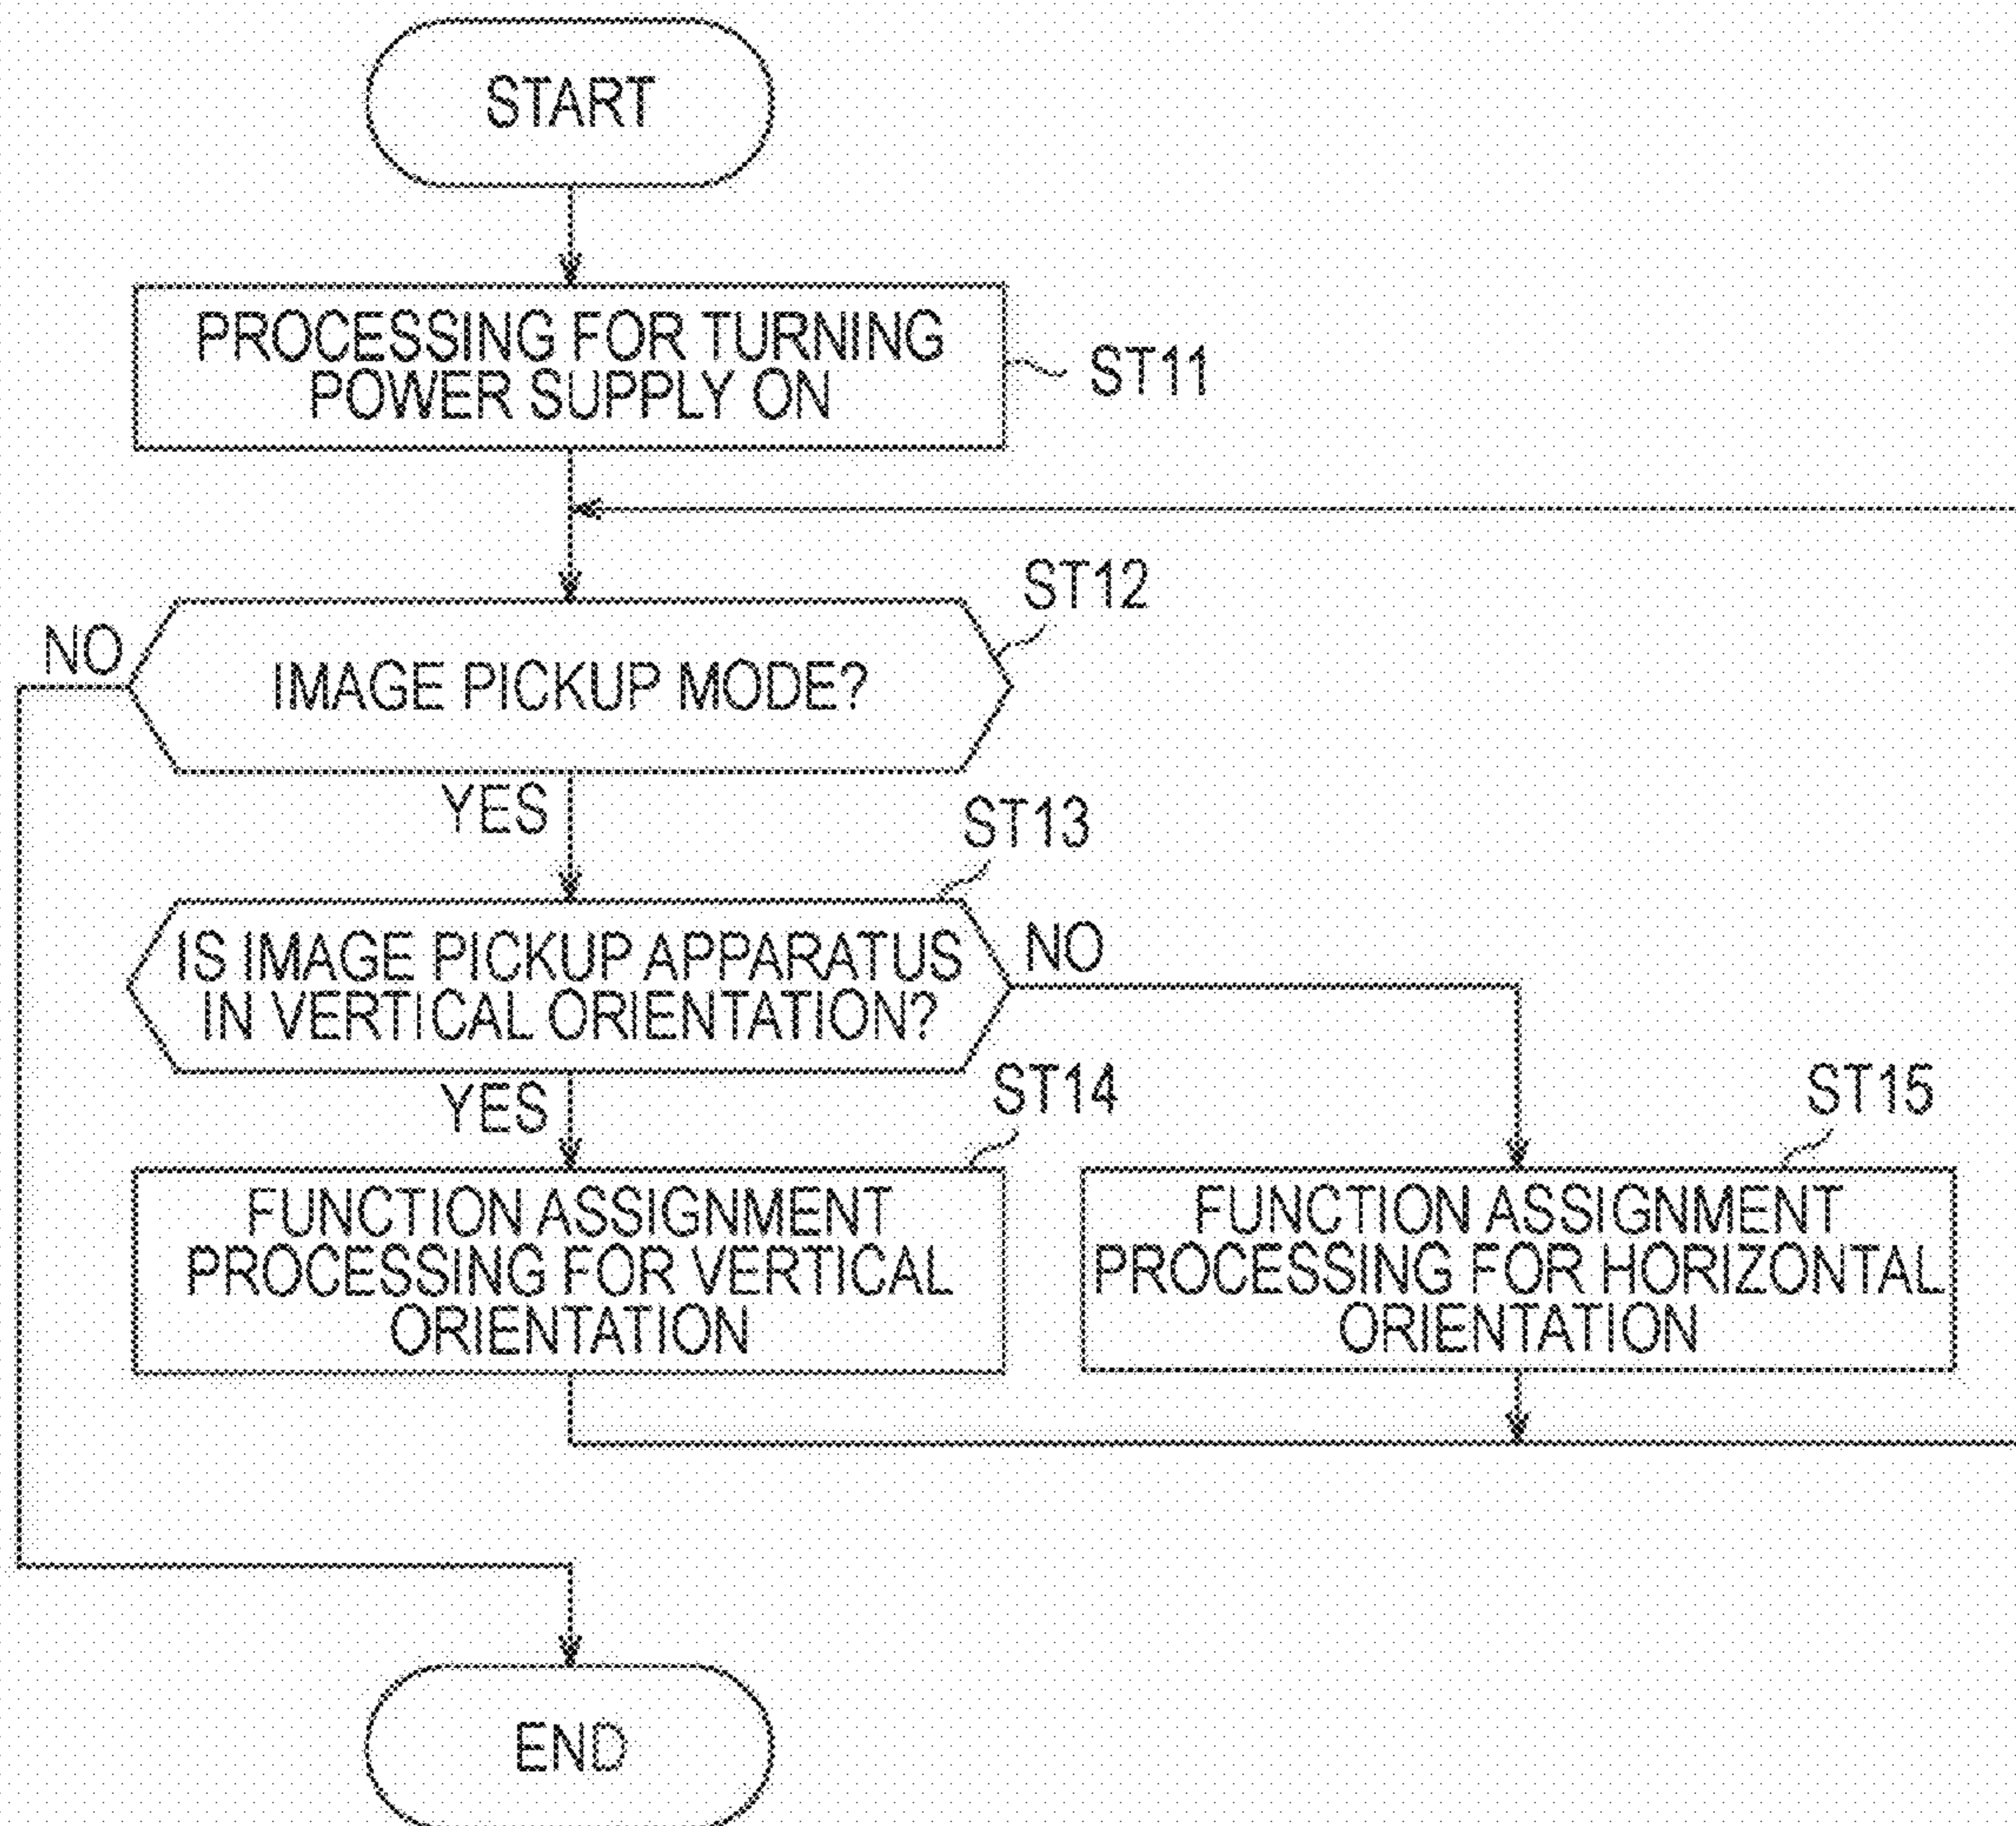 START
PROCESSING FOR TURNING
POWER SUPPLY ON
ST11
ST12
NO
IMAGE PICKUP MODE?
YES
ST13
IS IMAGE PICKUP APPARATUS
IN VERTICAL ORIENTATION?
NO
YES
ST14
ST15
FUNCTION ASSIGNMENT
PROCESSING FOR VERTICAL
ORIENTATION
FUNCTION ASSIGNMENT
PROCESSING FOR HORIZONTAL
ORIENTATION
END